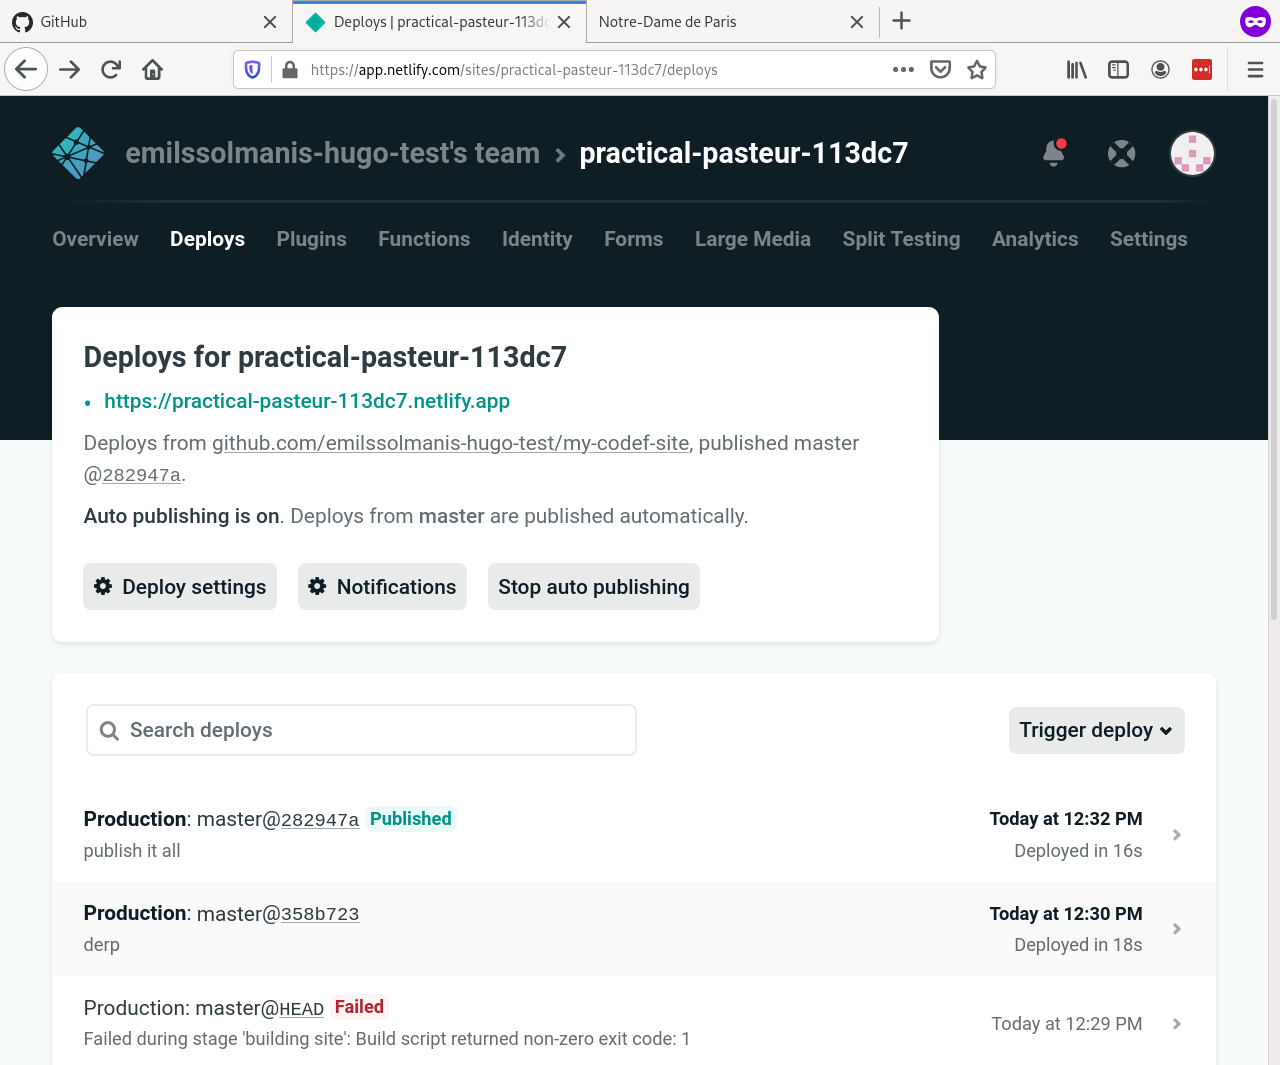 GitHub
Deploys | practical-pasteur-113dc
Notre-Dame de Paris
https://app.netlify.com/sites/practical-pasteur-113dc7/deploys
emilssolmanis-hugo-test's team > practical-pasteur-113dc7
Overview Deploys Plugins Functions Identity Forms Large Media Split Testing Analytics Settings
Deploys for practical-pasteur-113dc7
• https://practical-pasteur-113dc7.netlify.app
Deploys from github.com/emilssolmanis-hugo-test/my-codef-site, published master
@282947a.
Auto publishing is on. Deploys from master are published automatically.
Deploy settings Notifications Stop auto publishing
Search deploys
Trigger deploy
Production: master@282947a Published
Today at 12:32 PM
publish it all
Deployed in 16s
Production: master@358b723
Today at 12:30 PM
derp
Deployed in 18s
Production: master@HEAD Failed
Today at 12:29 PM
Failed during stage 'building site': Build script returned non-zero exit code: 1